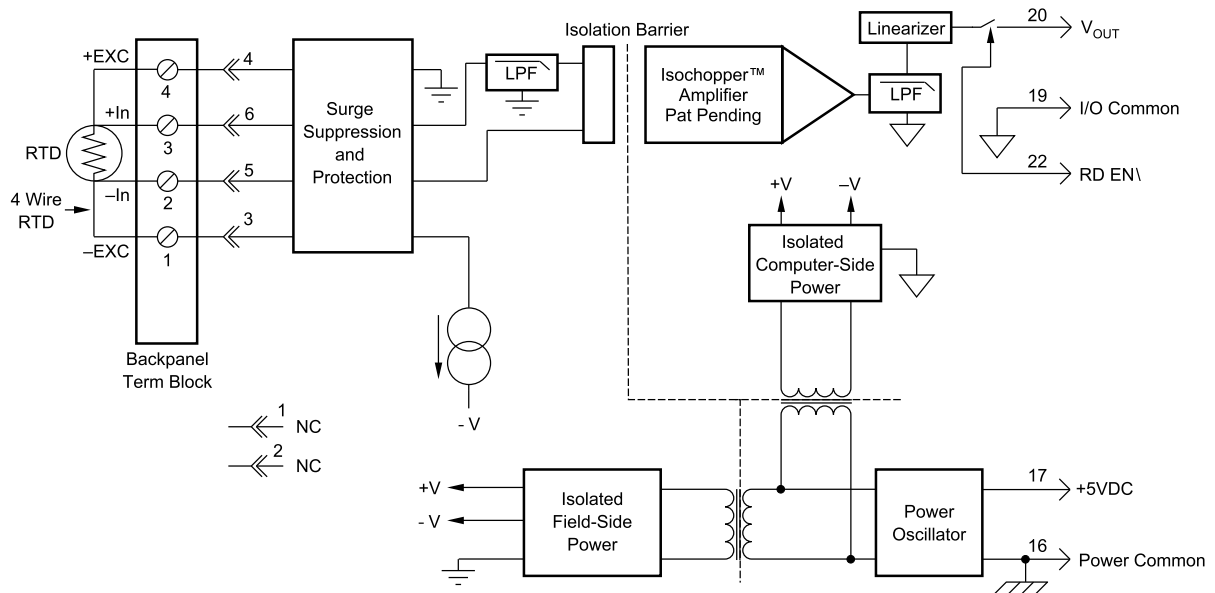 Isolation Barrier
+EXC
4
4
+In
3
6
RTD
–In
2
5
4 Wire
RTD
–EXC
1
3
Backpanel
Term Block
Surge
Suppression
and
Protection
LPF
Isochopper™
Amplifier
Pat Pending
Linearizer
LPF
20
V_OUT
19
I/O Common
22
RD EN\
+V
–V
Isolated
Computer-Side
Power
- V
1
NC
2
NC
+V
- V
Isolated
Field-Side
Power
Power
Oscillator
17
+5VDC
16
Power Common